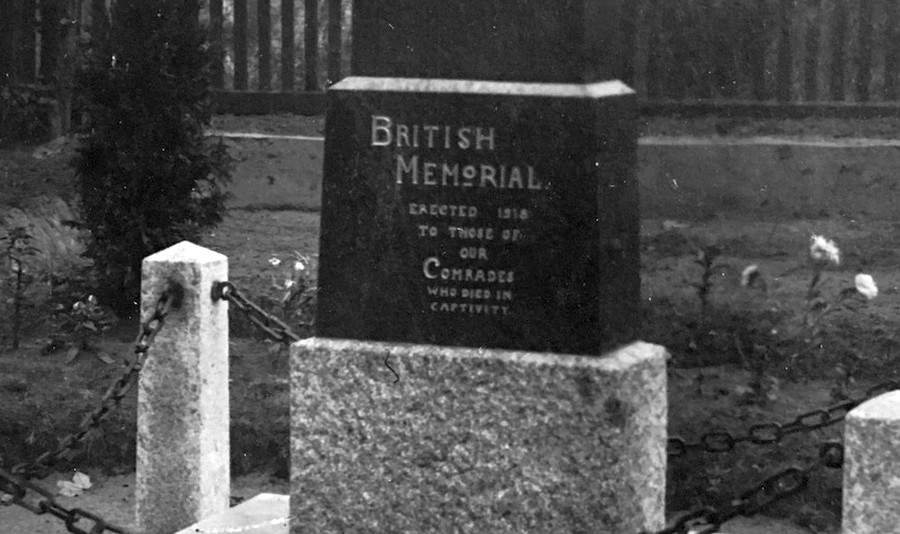 BRITISH
MEMORIAL
ERECTED 1918
TO THOSE OF
OUR
COMRADES
WHO DIED IN
CAPTIVITY.